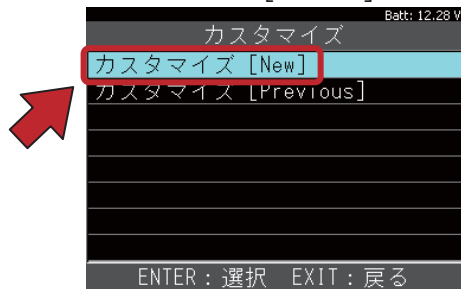 Batt: 12.28 V
カスタマイズ
カスタマイズ [New]
カスタマイズ [Previous]
ENTER：選択 EXIT：戻る